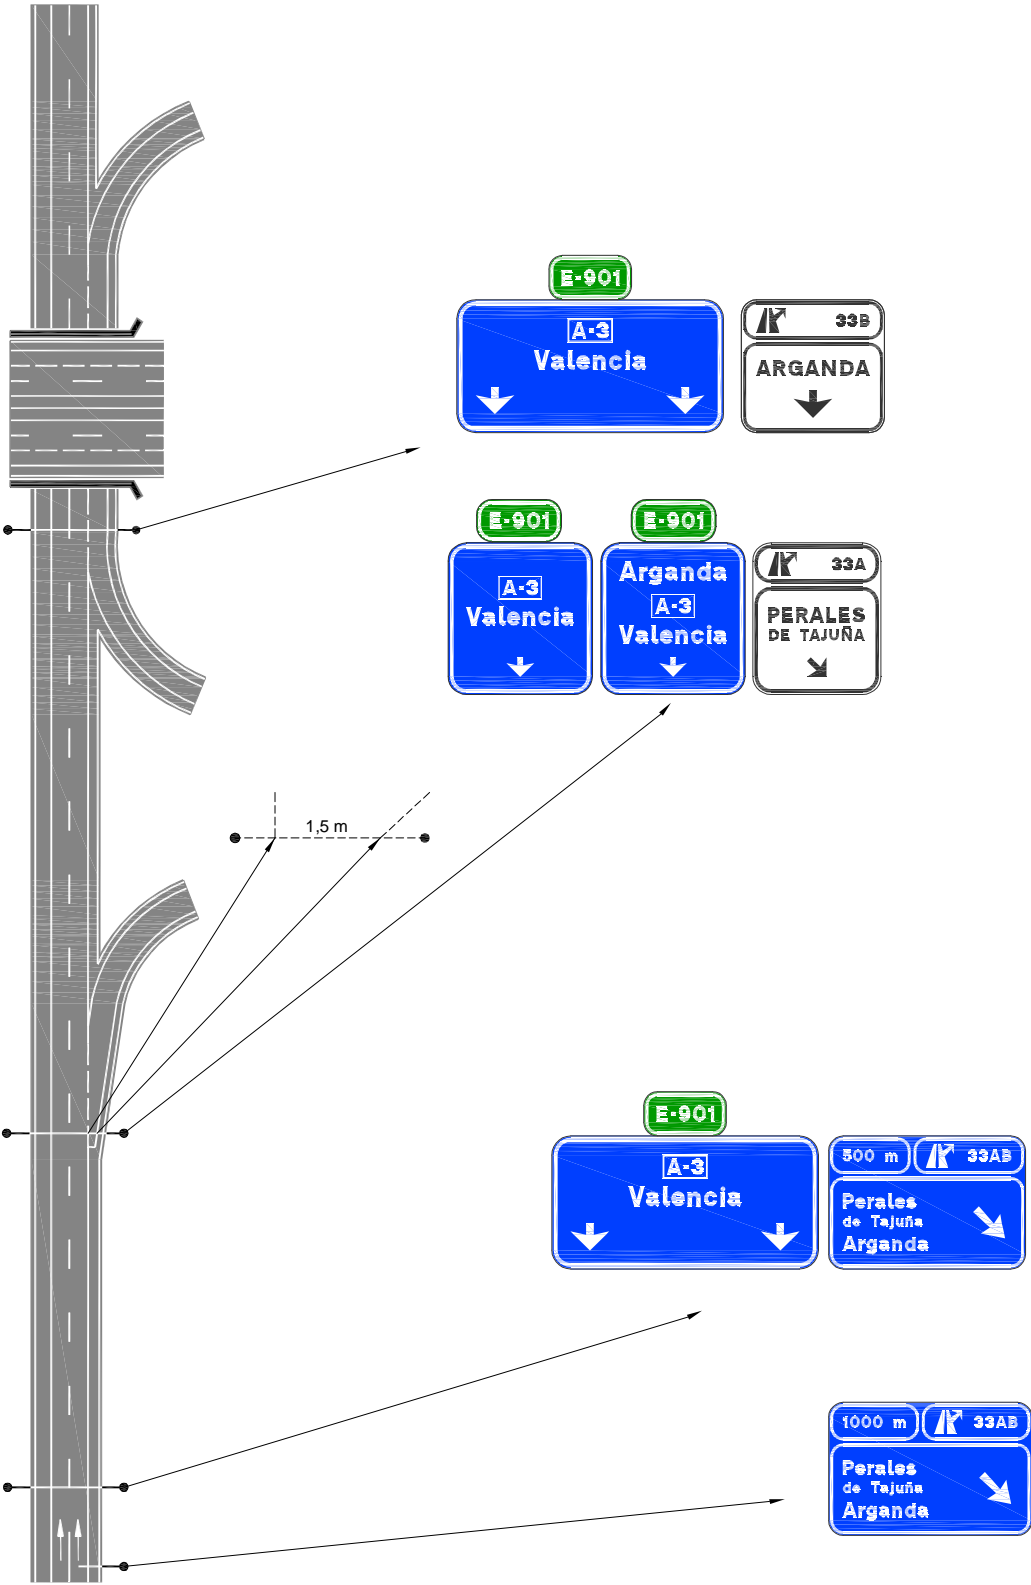 E-901
A-3
Valencia
33B
ARGANDA
E-901
A-3
Valencia
E-901
Arganda
A-3
Valencia
33A
PERALES
DE TAJUÑA
1,5 m
E-901
A-3
Valencia
500 m
33AB
Perales
de Tajuña
Arganda
1000 m
33AB
Perales
de Tajuña
Arganda